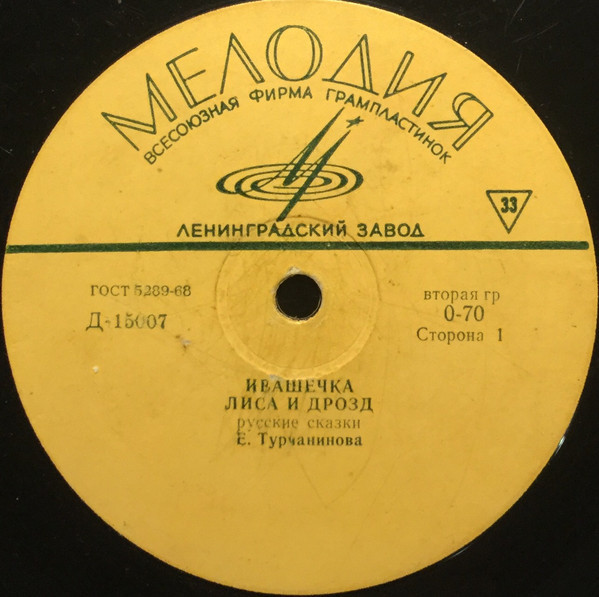 МЕЛОДИЯ
ВСЕСОЮЗНАЯ ФИРМА ГРАМПЛАСТИНОК
ЛЕНИНГРАДСКИЙ ЗАВОД
33
ГОСТ 5289-68
Д-15007
вторая гр
0-70
Сторона 1
ИВАШЕЧКА
ЛИСА И ДРОЗД
русские сказки
Е. Турчанинова